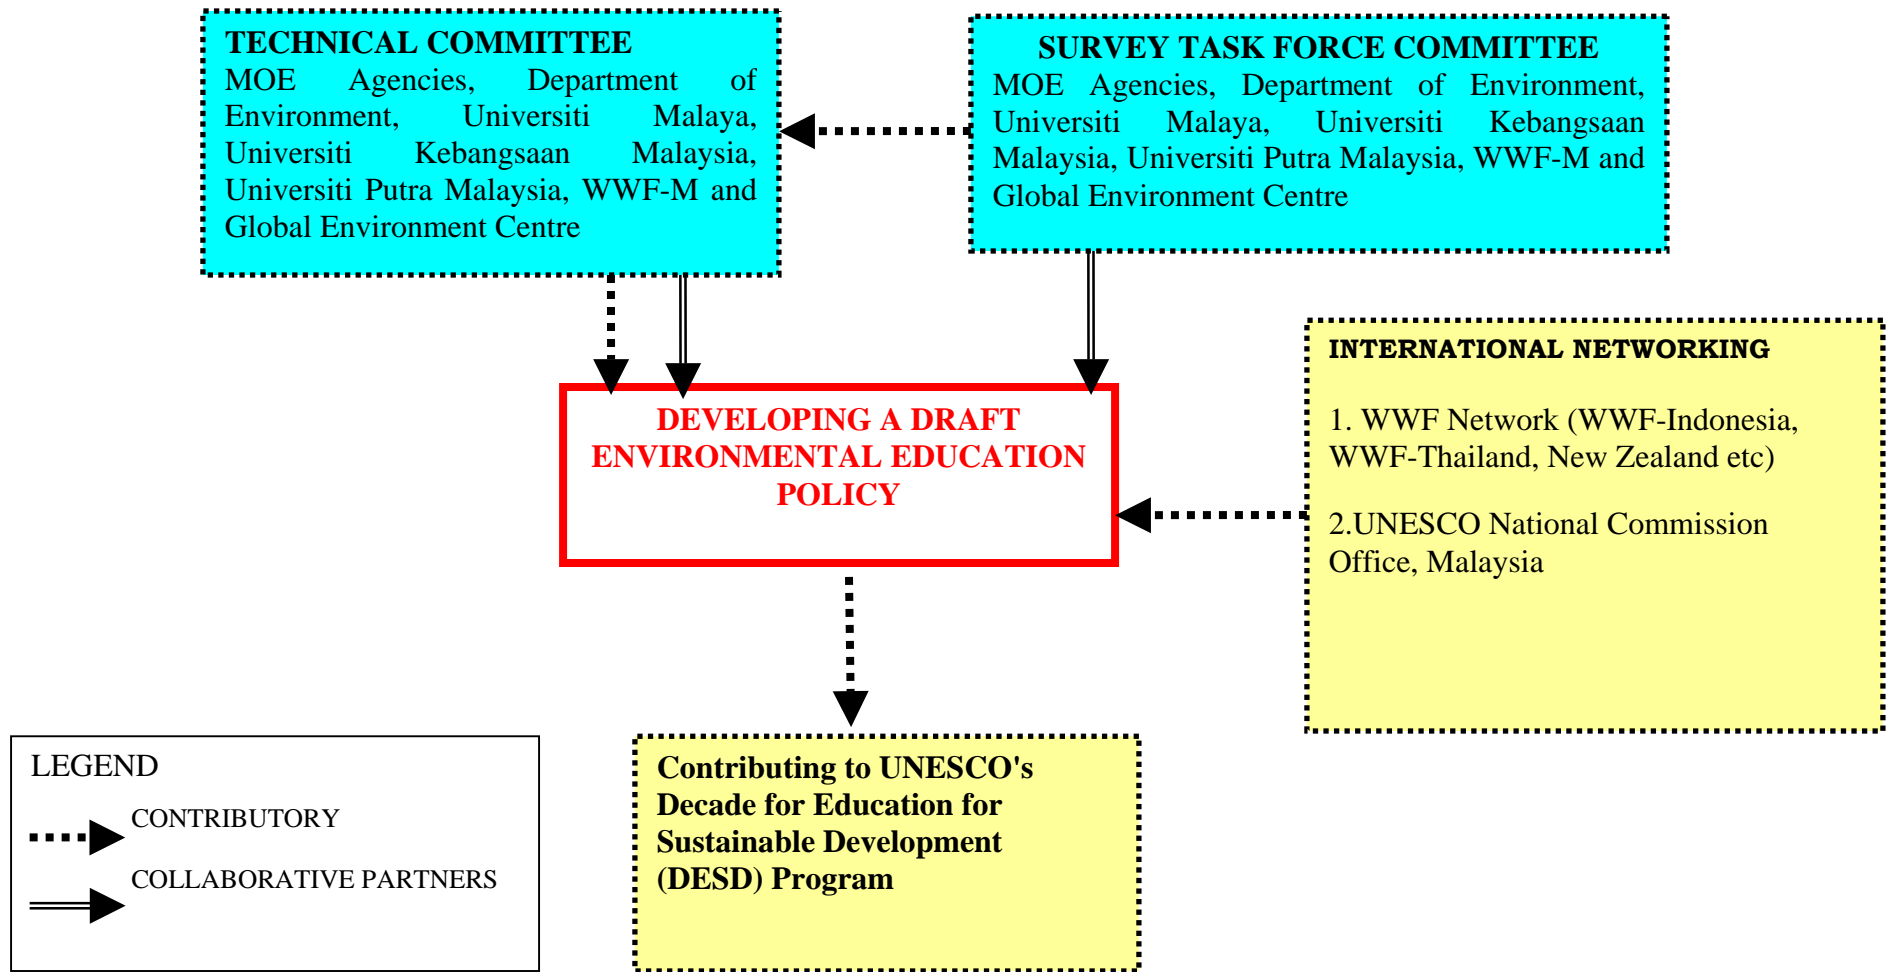 TECHNICAL COMMITTEE
MOE Agencies, Department of
Environment, Universiti Malaya,
Universiti Kebangsaan Malaysia,
Universiti Putra Malaysia, WWF-M and
Global Environment Centre
SURVEY TASK FORCE COMMITTEE
MOE Agencies, Department of Environment,
Universiti Malaya, Universiti Kebangsaan
Malaysia, Universiti Putra Malaysia, WWF-M and
Global Environment Centre
DEVELOPING A DRAFT
ENVIRONMENTAL EDUCATION
POLICY
INTERNATIONAL NETWORKING
1. WWF Network (WWF-Indonesia,
WWF-Thailand, New Zealand etc)
2.UNESCO National Commission
Office, Malaysia
Contributing to UNESCO's
Decade for Education for
Sustainable Development
(DESD) Program
LEGEND
CONTRIBUTORY
COLLABORATIVE PARTNERS